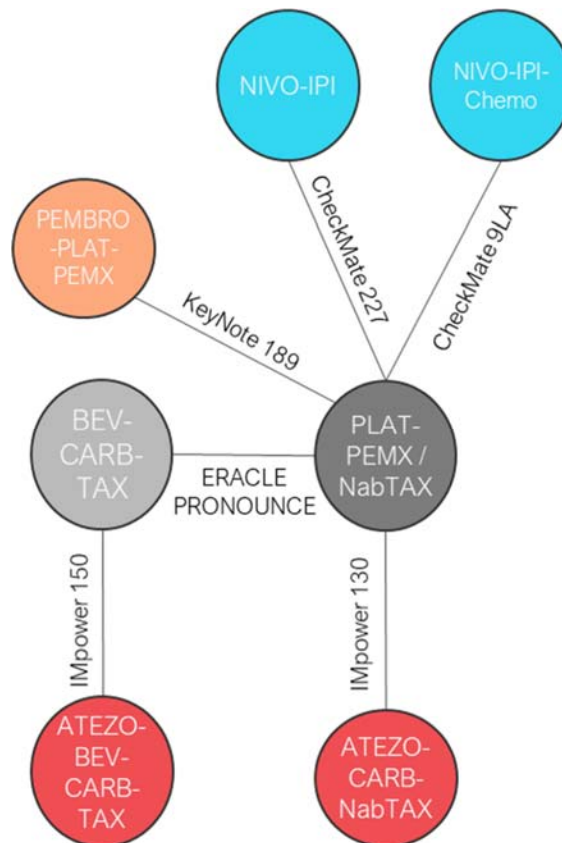 NIVO-IPI
NIVO-IPI-
Chemo
CheckMate 227
CheckMate 9LA
PEMBRO
-PLAT-
PEMX
KeyNote 189
BEV-
CARB-
TAX
PLAT-
PEMX /
NabTAX
ERACLE
PRONOUNCE
IMpower 150
IMpower 130
ATEZO-
BEV-
CARB-
TAX
ATEZO-
CARB-
NabTAX